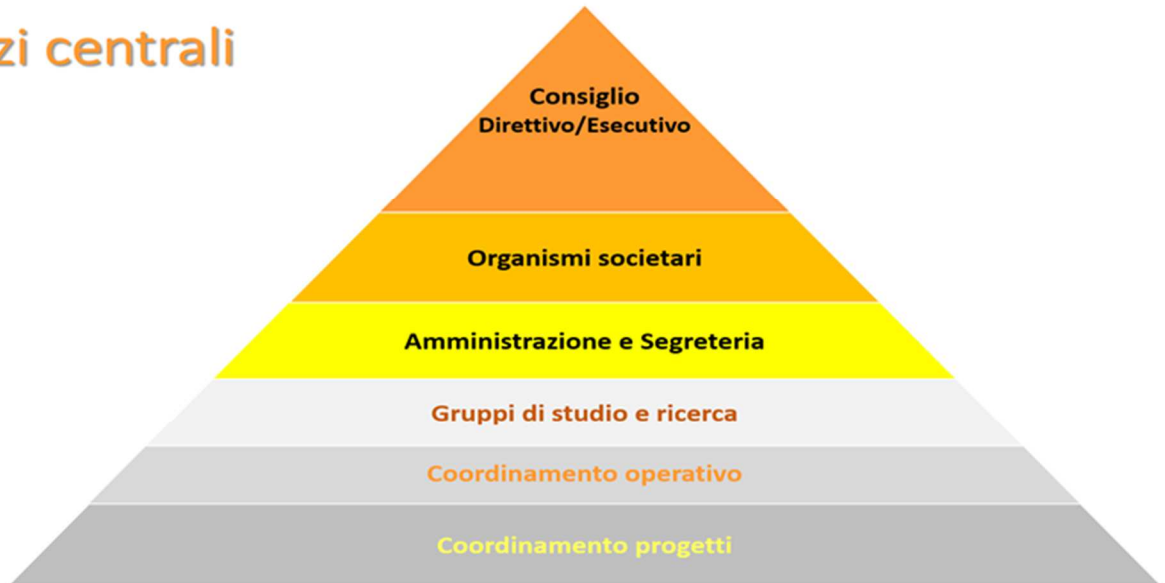 zi centrali
Consiglio
Direttivo/Esecutivo
Organismi societari
Amministrazione e Segreteria
Gruppi di studio e ricerca
Coordinamento operativo
Coordinamento progetti